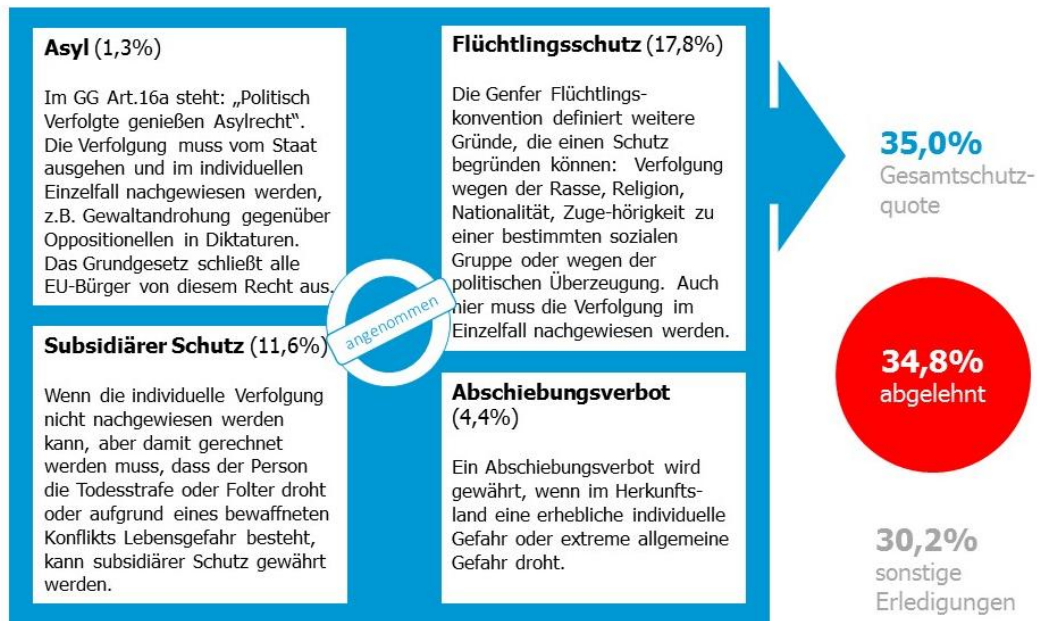 Asyl (1,3%)
Im GG Art.16a steht: „Politisch
Verfolgte genießen Asylrecht“.
Die Verfolgung muss vom Staat
ausgehen und im individuellen
Einzelfall nachgewiesen werden,
z.B. Gewaltandrohung gegenüber
Oppositionellen in Diktaturen.
Das Grundgesetz schließt alle
EU-Bürger von diesem Recht aus.
Flüchtlingsschutz (17,8%)
Die Genfer Flüchtlings-
konvention definiert weitere
Gründe, die einen Schutz
begründen können: Verfolgung
wegen der Rasse, Religion,
Nationalität, Zuge-hörigkeit zu
einer bestimmten sozialen
Gruppe oder wegen der
politischen Überzeugung. Auch
hier muss die Verfolgung im
Einzelfall nachgewiesen werden.
angenommen
Subsidiärer Schutz (11,6%)
Wenn die individuelle Verfolgung
nicht nachgewiesen werden
kann, aber damit gerechnet
werden muss, dass der Person
die Todesstrafe oder Folter droht
oder aufgrund eines bewaffneten
Konflikts Lebensgefahr besteht,
kann subsidiärer Schutz gewährt
werden.
Abschiebungsverbot
(4,4%)
Ein Abschiebungsverbot wird
gewährt, wenn im Herkunfts-
land eine erhebliche individuelle
Gefahr oder extreme allgemeine
Gefahr droht.
35,0%
Gesamtschutz-
quote
34,8%
abgelehnt
30,2%
sonstige
Erledigungen